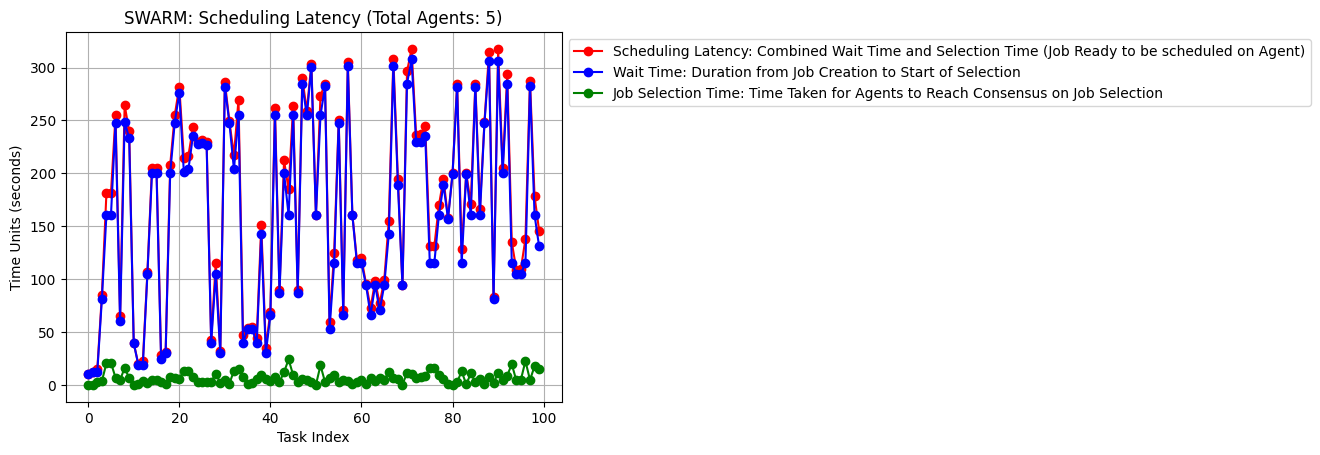 SWARM: Scheduling Latency (Total Agents: 5)
Scheduling Latency: Combined Wait Time and Selection Time (Job Ready to be scheduled on Agent)
Wait Time: Duration from Job Creation to Start of Selection
Job Selection Time: Time Taken for Agents to Reach Consensus on Job Selection
Time Units (seconds)
300
250
200
150
100
50
0
0 20 40 60 80 100
Task Index